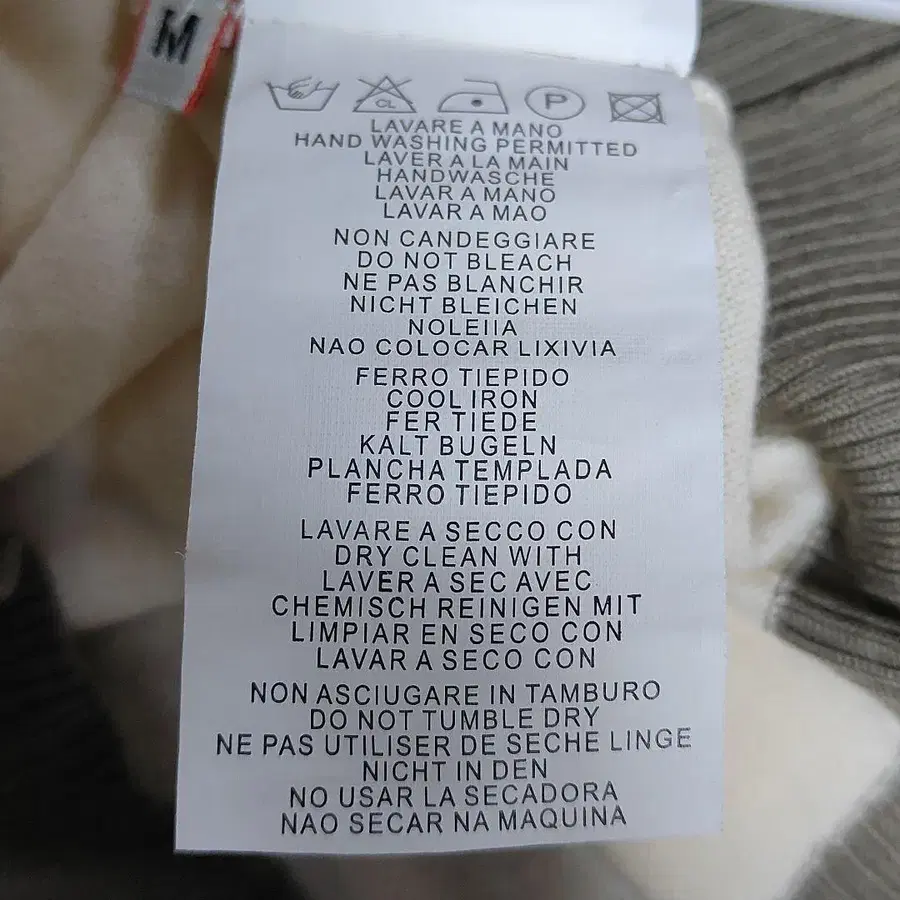 M
CL P
LAVARE A MANO
HAND WASHING PERMITTED
LAVER A LA MAIN
HANDWASCHE
LAVAR A MANO
LAVAR A MAO
NON CANDEGGIARE
DO NOT BLEACH
NE PAS BLANCHIR
NICHT BLEICHEN
NOLEIIA
NAO COLOCAR LIXIVIA
FERRO TIEPIDO
COOL IRON
FER TIEDE
KALT BUGELN
PLANCHA TEMPLADA
FERRO TIEPIDO
LAVARE A SECCO CON
DRY CLEAN WITH
LAVER A SEC AVEC
CHEMISCH REINIGEN MIT
LIMPIAR EN SECO CON
LAVAR A SECO CON
NON ASCIUGARE IN TAMBURO
DO NOT TUMBLE DRY
NE PAS UTILISER DE SECHE LINGE
NICHT IN DEN
NO USAR LA SECADORA
NAO SECAR NA MAQUINA